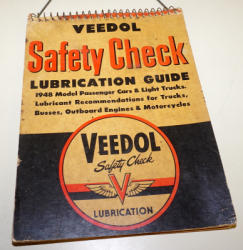 VEEDOL
Safety Check
LUBRICATION GUIDE
1948 Model Passenger Cars & Light Trucks.
Lubricant Recommendations for Trucks,
Busses, Outboard Engines & Motorcycles
VEEDOL
Safety Check
V
LUBRICATION